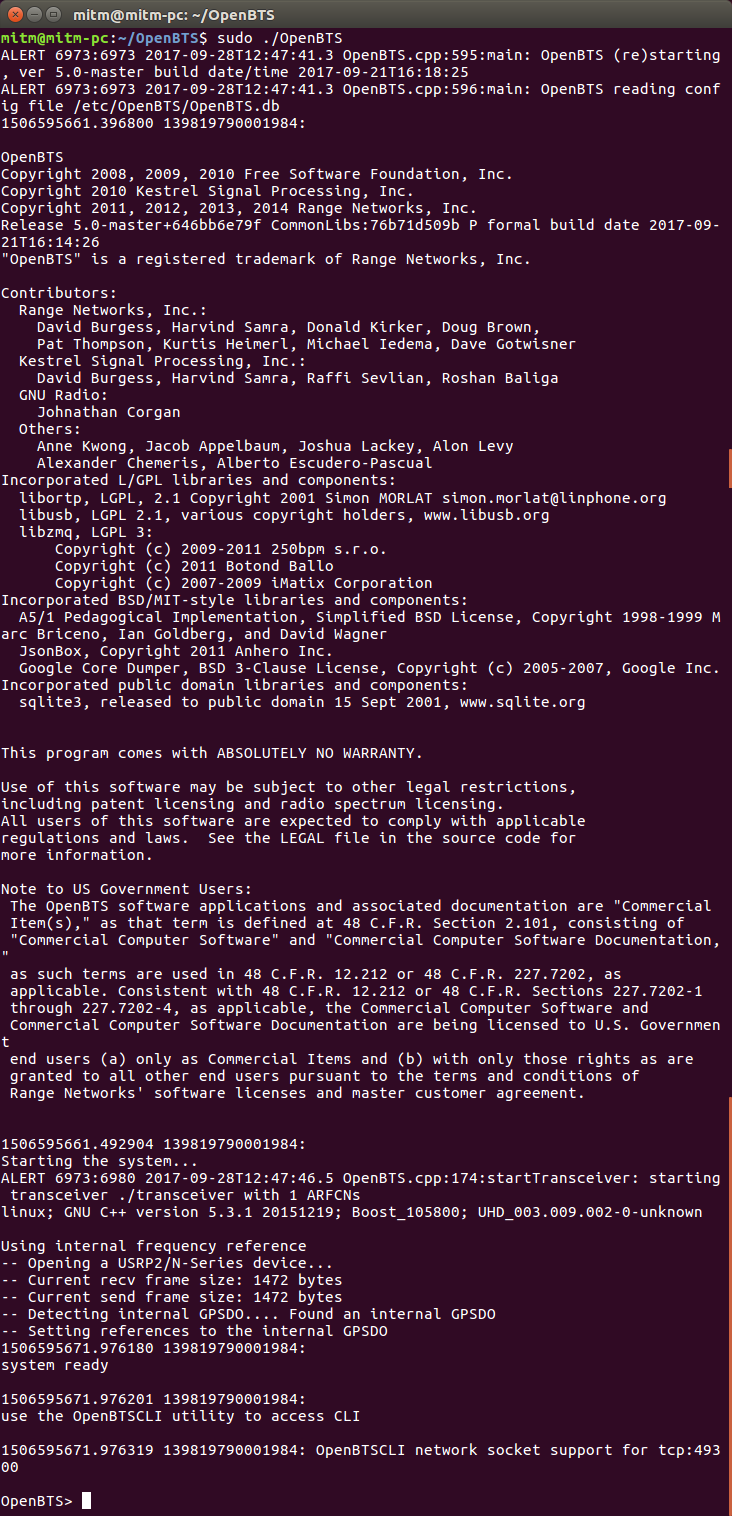 mitm@mitm-pc: ~/OpenBTS
mitm@mitm-pc:~/OpenBTS$ sudo ./OpenBTS
ALERT 6973:6973 2017-09-28T12:47:41.3 OpenBTS.cpp:595:main: OpenBTS (re)starting
, ver 5.0-master build date/time 2017-09-21T16:18:25
ALERT 6973:6973 2017-09-28T12:47:41.3 OpenBTS.cpp:596:main: OpenBTS reading conf
ig file /etc/OpenBTS/OpenBTS.db
1506595661.396800 139819790001984:
OpenBTS
Copyright 2008, 2009, 2010 Free Software Foundation, Inc.
Copyright 2010 Kestrel Signal Processing, Inc.
Copyright 2011, 2012, 2013, 2014 Range Networks, Inc.
Release 5.0-master+646bb6e79f CommonLibs:76b71d509b P formal build date 2017-09-
21T16:14:26
"OpenBTS" is a registered trademark of Range Networks, Inc.
Contributors:
  Range Networks, Inc.:
    David Burgess, Harvind Samra, Donald Kirker, Doug Brown,
    Pat Thompson, Kurtis Heimerl, Michael Iedema, Dave Gotwisner
  Kestrel Signal Processing, Inc.:
    David Burgess, Harvind Samra, Raffi Sevlian, Roshan Baliga
  GNU Radio:
    Johnathan Corgan
  Others:
    Anne Kwong, Jacob Appelbaum, Joshua Lackey, Alon Levy
    Alexander Chemeris, Alberto Escudero-Pascual
Incorporated L/GPL libraries and components:
  libortp, LGPL, 2.1 Copyright 2001 Simon MORLAT simon.morlat@linphone.org
  libusb, LGPL 2.1, various copyright holders, www.libusb.org
  libzmq, LGPL 3:
      Copyright (c) 2009-2011 250bpm s.r.o.
      Copyright (c) 2011 Botond Ballo
      Copyright (c) 2007-2009 iMatix Corporation
Incorporated BSD/MIT-style libraries and components:
  A5/1 Pedagogical Implementation, Simplified BSD License, Copyright 1998-1999 M
arc Briceno, Ian Goldberg, and David Wagner
  JsonBox, Copyright 2011 Anhero Inc.
  Google Core Dumper, BSD 3-Clause License, Copyright (c) 2005-2007, Google Inc.
Incorporated public domain libraries and components:
  sqlite3, released to public domain 15 Sept 2001, www.sqlite.org
This program comes with ABSOLUTELY NO WARRANTY.
Use of this software may be subject to other legal restrictions,
including patent licensing and radio spectrum licensing.
All users of this software are expected to comply with applicable
regulations and laws.  See the LEGAL file in the source code for
more information.
Note to US Government Users:
 The OpenBTS software applications and associated documentation are "Commercial
 Item(s)," as that term is defined at 48 C.F.R. Section 2.101, consisting of
 "Commercial Computer Software" and "Commercial Computer Software Documentation,
"
 as such terms are used in 48 C.F.R. 12.212 or 48 C.F.R. 227.7202, as
 applicable. Consistent with 48 C.F.R. 12.212 or 48 C.F.R. Sections 227.7202-1
 through 227.7202-4, as applicable, the Commercial Computer Software and
 Commercial Computer Software Documentation are being licensed to U.S. Governmen
t
 end users (a) only as Commercial Items and (b) with only those rights as are
 granted to all other end users pursuant to the terms and conditions of
 Range Networks' software licenses and master customer agreement.
1506595661.492904 139819790001984:
Starting the system...
ALERT 6973:6980 2017-09-28T12:47:46.5 OpenBTS.cpp:174:startTransceiver: starting
 transceiver ./transceiver with 1 ARFCNs
linux; GNU C++ version 5.3.1 20151219; Boost_105800; UHD_003.009.002-0-unknown
Using internal frequency reference
-- Opening a USRP2/N-Series device...
-- Current recv frame size: 1472 bytes
-- Current send frame size: 1472 bytes
-- Detecting internal GPSDO.... Found an internal GPSDO
-- Setting references to the internal GPSDO
1506595671.976180 139819790001984:
system ready
1506595671.976201 139819790001984:
use the OpenBTSCLI utility to access CLI
1506595671.976319 139819790001984: OpenBTSCLI network socket support for tcp:493
00
OpenBTS>